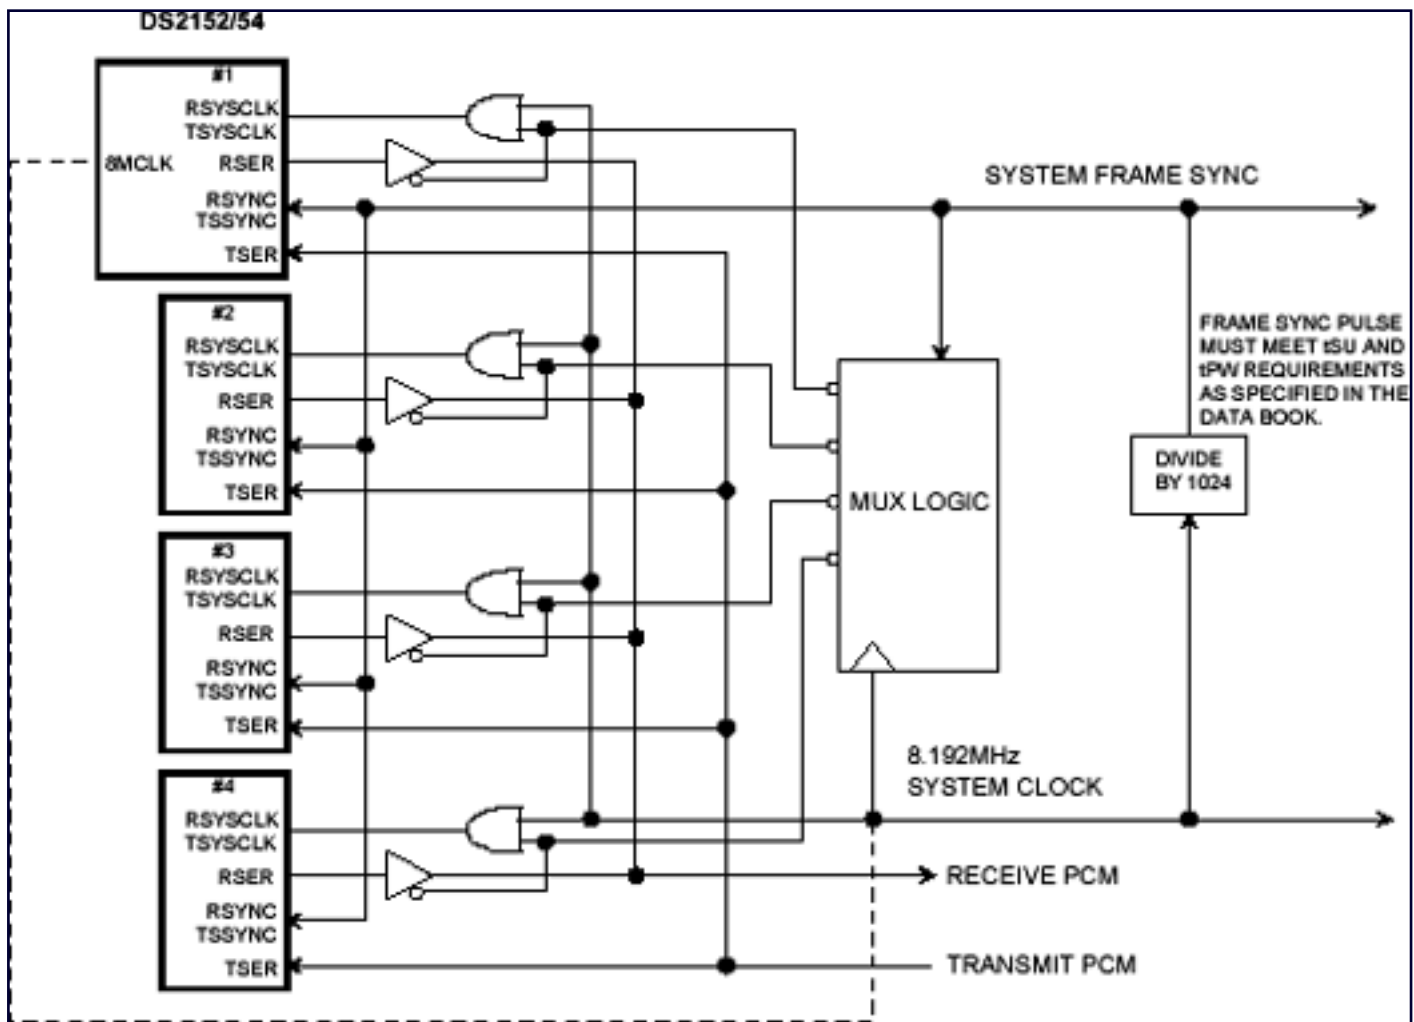 DS2152/54
#1
RSYSCLK
TSYSCLK
8MCLK
RSER
RSYNC
TSSYNC
TSER
#2
RSYSCLK
TSYSCLK
RSER
RSYNC
TSSYNC
TSER
#3
RSYSCLK
TSYSCLK
RSER
RSYNC
TSSYNC
TSER
#4
RSYSCLK
TSYSCLK
RSER
RSYNC
TSSYNC
TSER
SYSTEM FRAME SYNC
FRAME SYNC PULSE
MUST MEET tSU AND
tPW REQUIREMENTS
AS SPECIFIED IN THE
DATA BOOK.
DIVIDE
BY 1024
MUX LOGIC
8.192MHz
SYSTEM CLOCK
RECEIVE PCM
TRANSMIT PCM